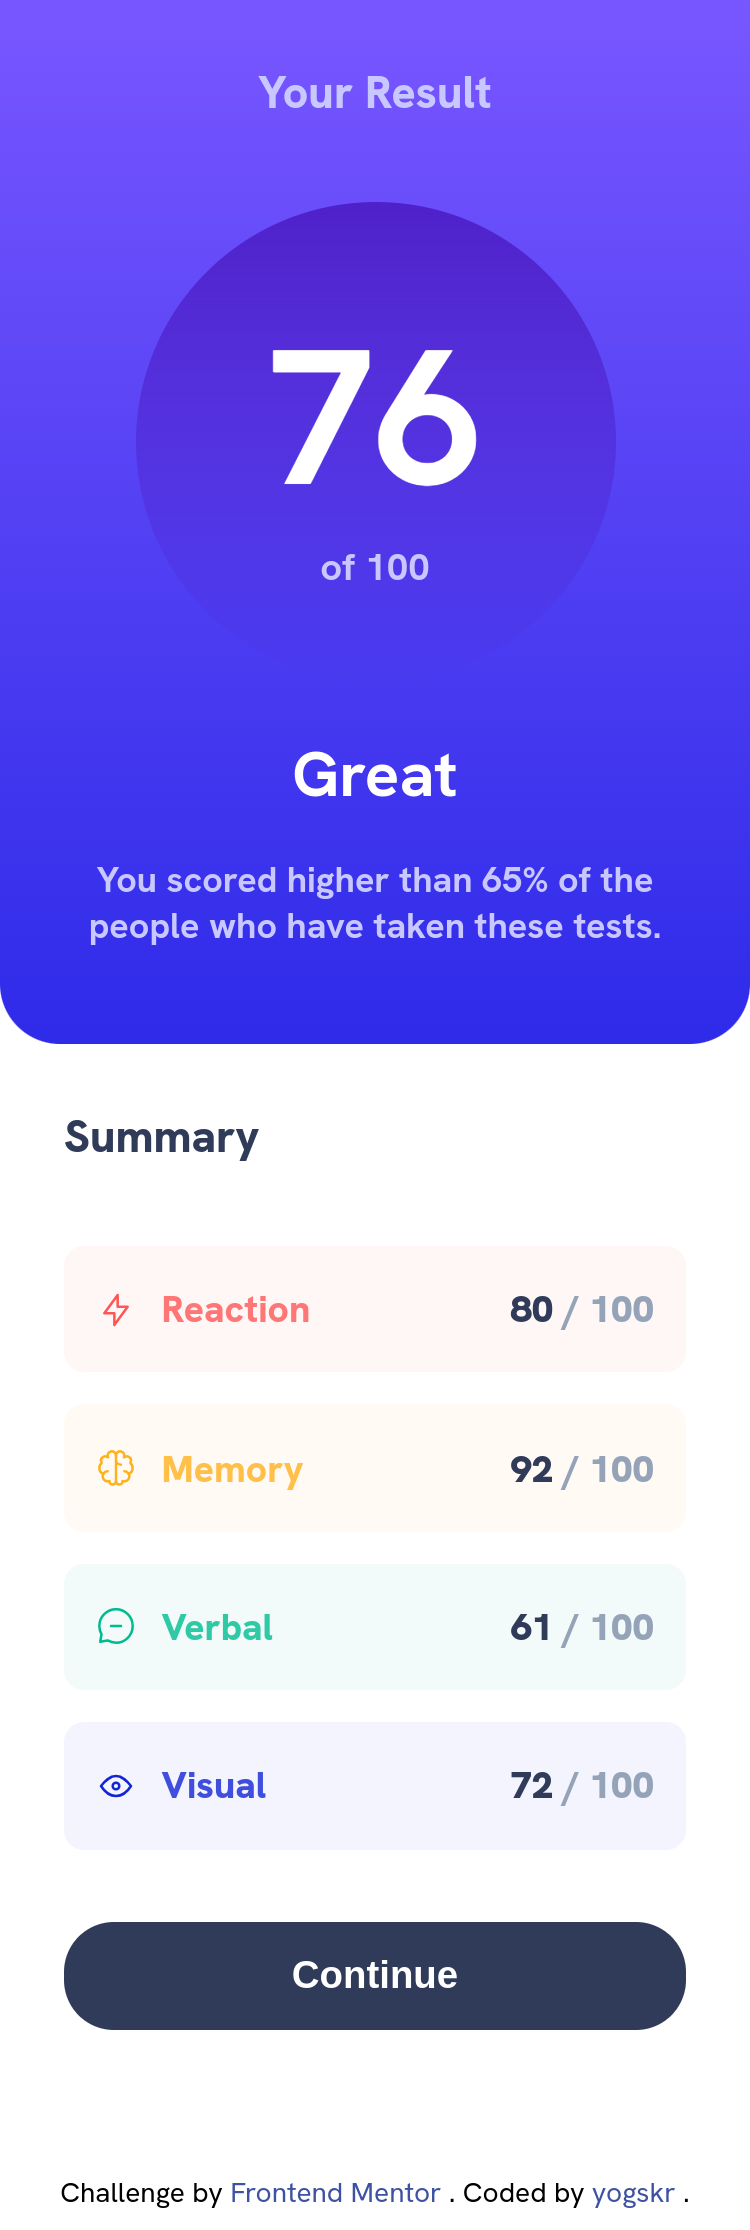 Your Result
76
of 100
Great
You scored higher than 65% of the
people who have taken these tests.
Summary
Reaction 80 / 100
Memory 92 / 100
Verbal 61 / 100
Visual 72 / 100
Continue
Challenge by Frontend Mentor . Coded by yogskr .